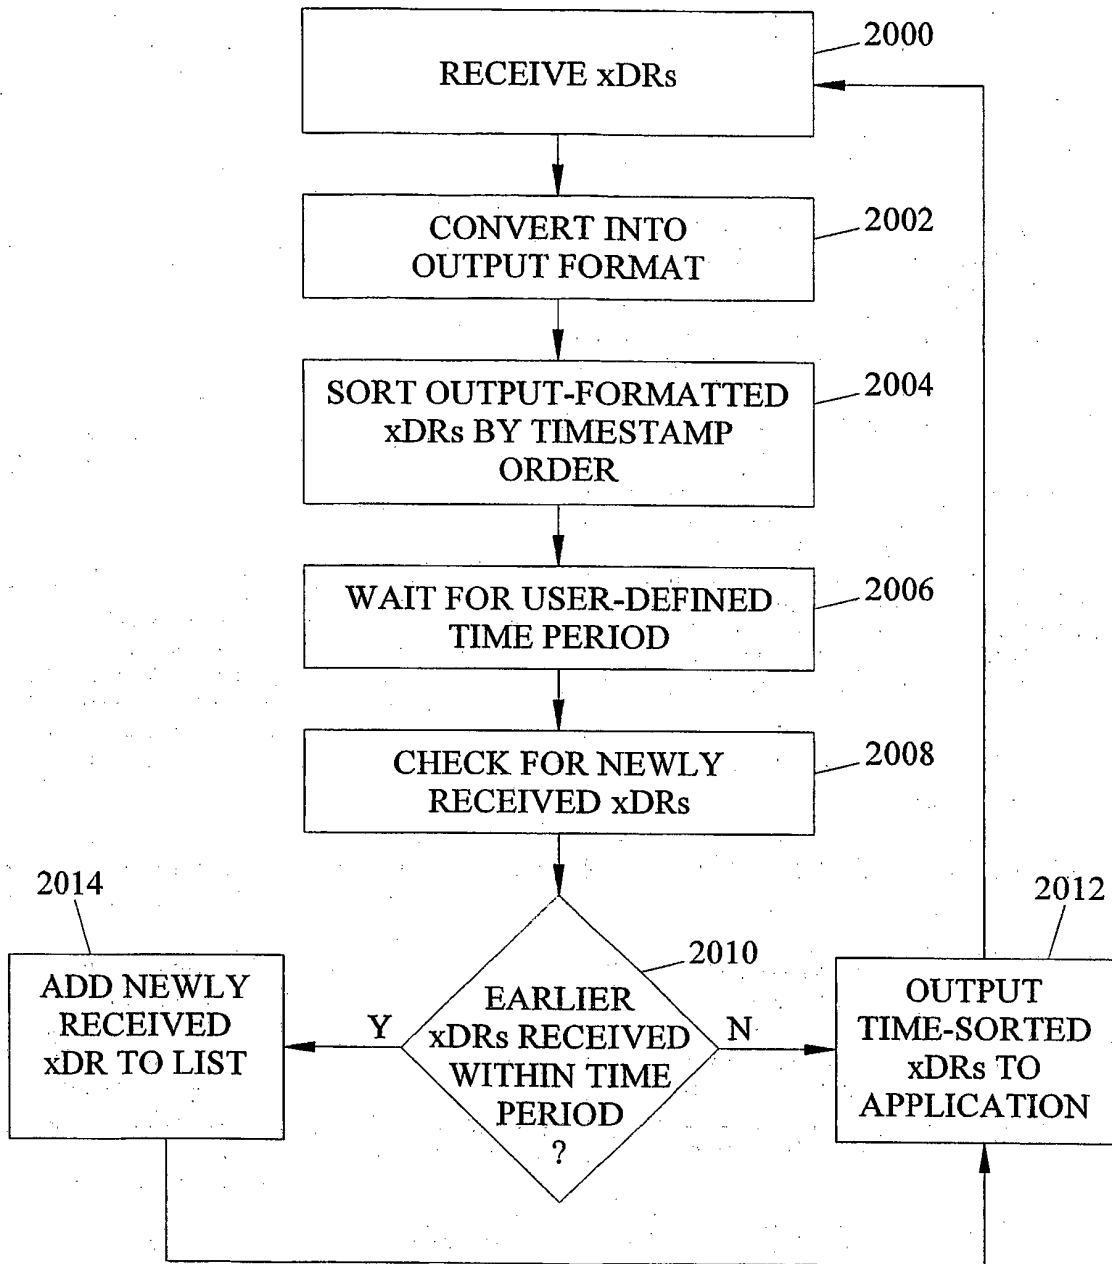 2000
RECEIVE xDRs
2002
CONVERT INTO
OUTPUT FORMAT
2004
SORT OUTPUT-FORMATTED
xDRs BY TIMESTAMP
ORDER
2006
WAIT FOR USER-DEFINED
TIME PERIOD
2008
CHECK FOR NEWLY
RECEIVED xDRs
2014
ADD NEWLY
RECEIVED
xDR TO LIST
Y
2010
EARLIER
xDRs RECEIVED
WITHIN TIME
PERIOD
?
N
2012
OUTPUT
TIME-SORTED
xDRs TO
APPLICATION